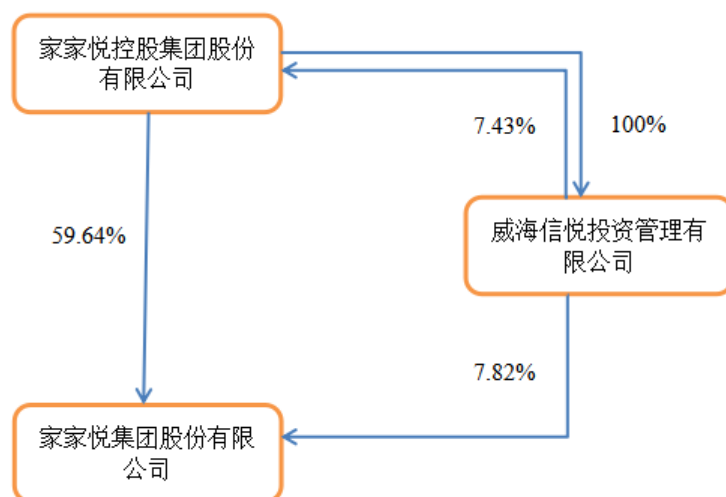 家家悦控股集团股份
有限公司
7.43%
100%
59.64%
威海信悦投资管理有
限公司
7.82%
家家悦集团股份有限
公司